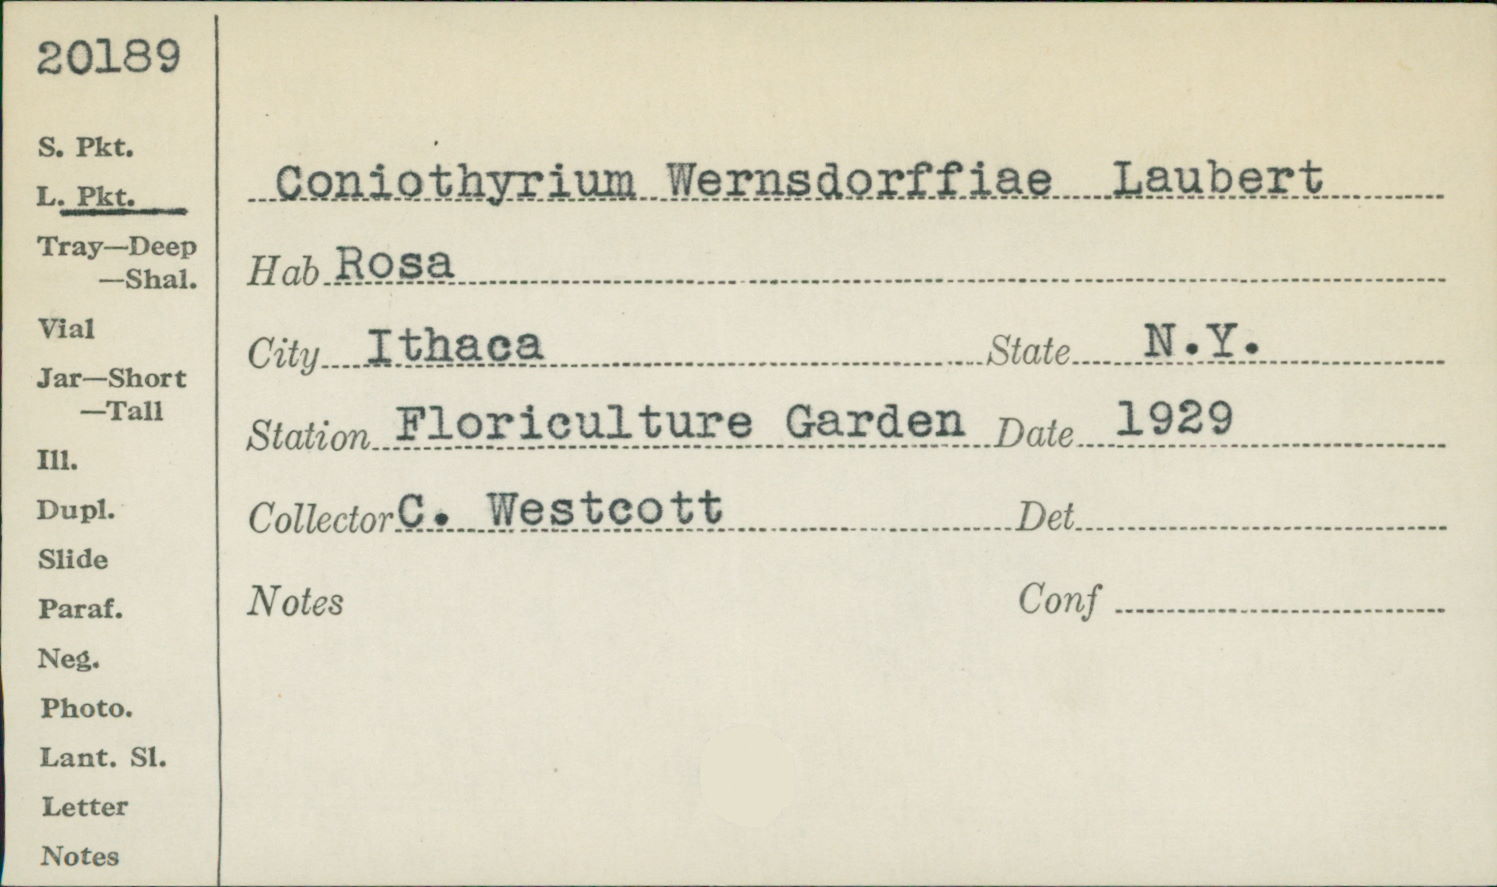 20189
S. Pkt.
L. Pkt.
Tray—Deep
—Shal.
Vial
Jar—Short
—Tall
Ill.
Dupl.
Slide
Paraf.
Neg.
Photo.
Lant. Sl.
Letter
Notes
Coniothyrium Wernsdorffiae Laubert
Hab Rosa
City Ithaca State N.Y.
Station Floriculture Garden Date 1929
Collector C. Westcott Det
Notes Conf